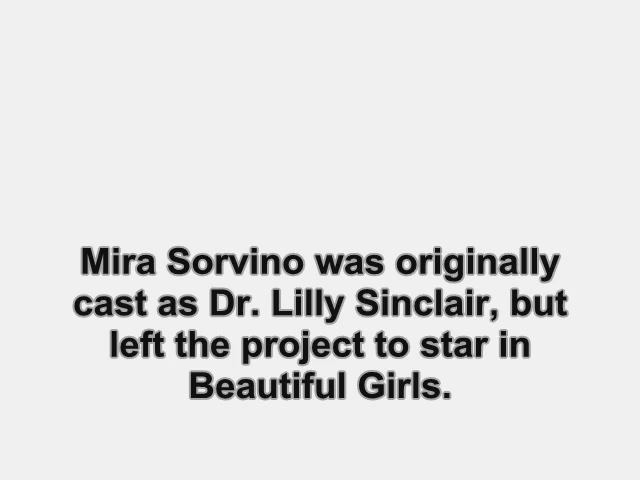 Mira Sorvino was originally
cast as Dr. Lilly Sinclair, but
left the project to star in
Beautiful Girls.